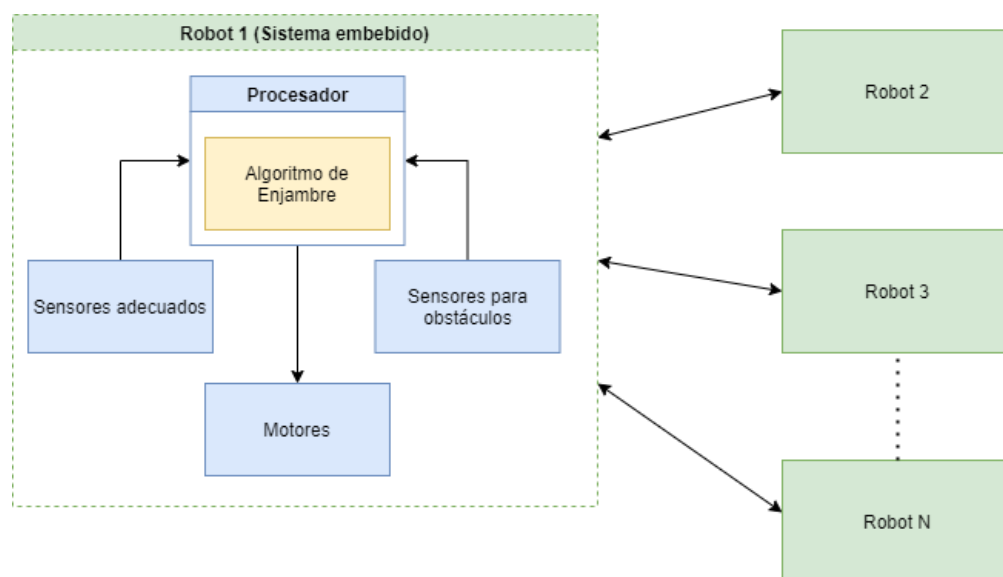 Robot 1 (Sistema embebido)
Procesador
Algoritmo de
Enjambre
Sensores adecuados
Sensores para
obstáculos
Motores
Robot 2
Robot 3
Robot N